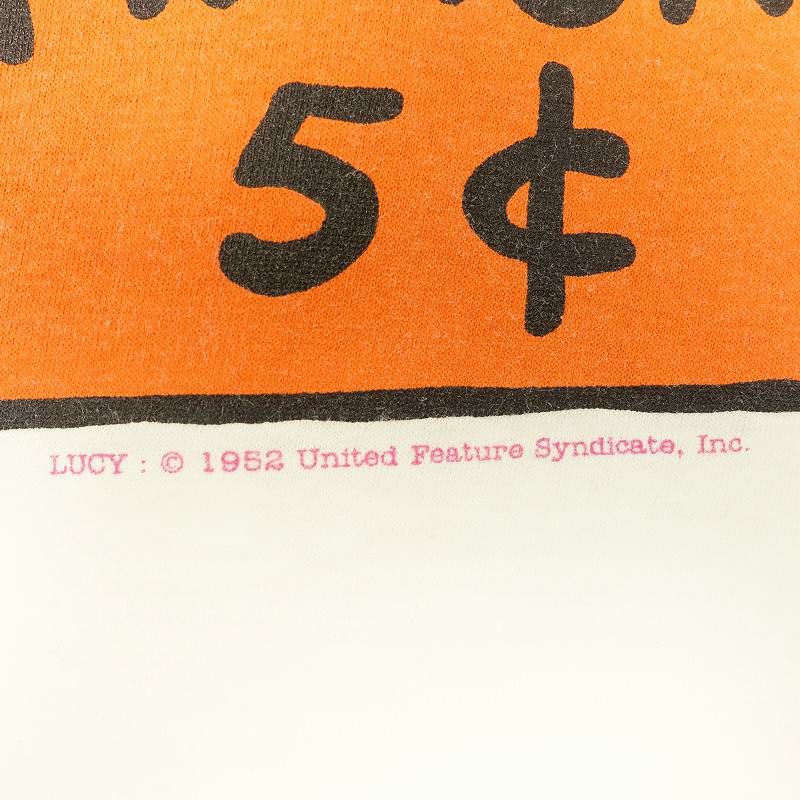 5¢
LUCY : © 1952 United Feature Syndicate, Inc.